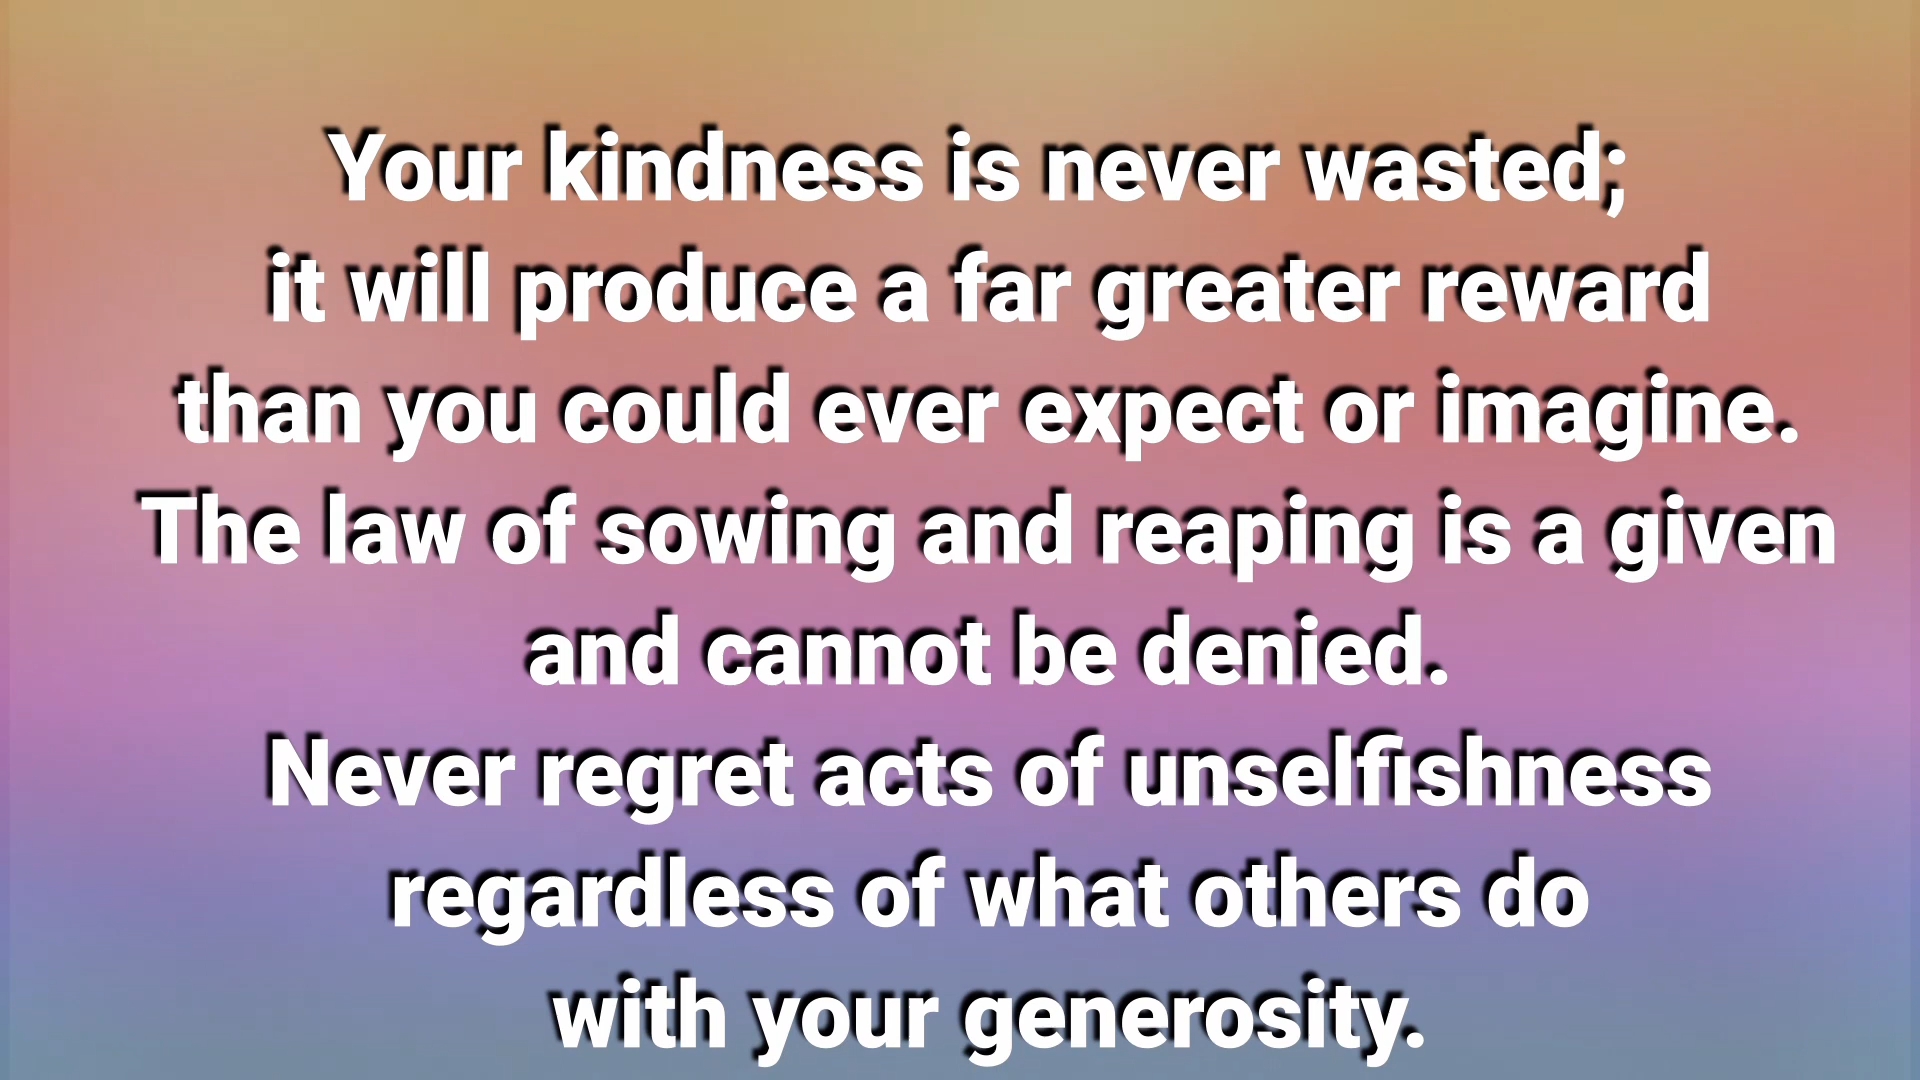 Your kindness is never wasted;
it will produce a far greater reward
than you could ever expect or imagine.
The law of sowing and reaping is a given
and cannot be denied.
Never regret acts of unselfishness
regardless of what others do
with your generosity.